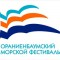 ОРАНИЕНБАУМСКИЙ
МОРСКОЙ ФЕСТИВАЛЬ